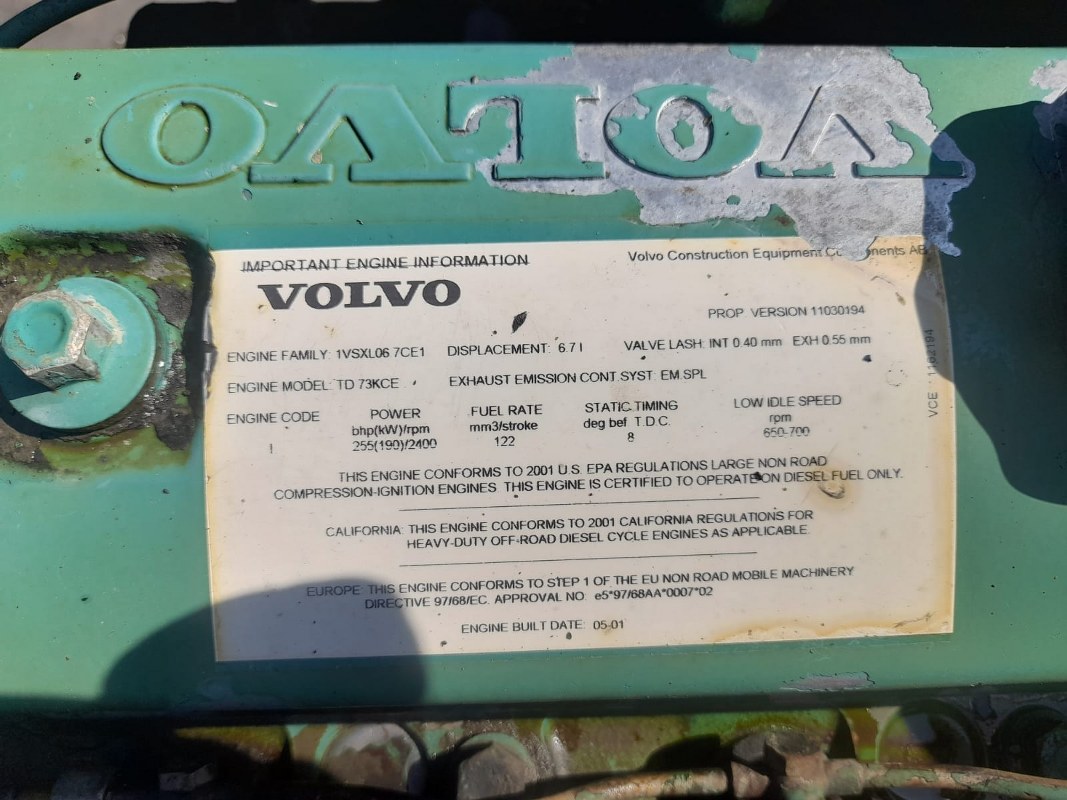 VOLVO
IMPORTANT ENGINE INFORMATION
Volvo Construction Equipment Components AB
VOLVO
PROP VERSION 11030194
ENGINE FAMILY: 1VSXL06.7CE1 DISPLACEMENT: 6.7 l VALVE LASH: INT 0.40 mm EXH 0.55 mm
ENGINE MODEL: TD 73KCE EXHAUST EMISSION CONT.SYST: EM.SPL
ENGINE CODE POWER FUEL RATE STATIC TIMING LOW IDLE SPEED
bhp(kW)/rpm mm3/stroke deg bef T.D.C. rpm
I 255(190)/2400 122 8 650-700
THIS ENGINE CONFORMS TO 2001 U.S. EPA REGULATIONS LARGE NON ROAD
COMPRESSION-IGNITION ENGINES. THIS ENGINE IS CERTIFIED TO OPERATE ON DIESEL FUEL ONLY.
CALIFORNIA: THIS ENGINE CONFORMS TO 2001 CALIFORNIA REGULATIONS FOR
HEAVY-DUTY OFF-ROAD DIESEL CYCLE ENGINES AS APPLICABLE.
EUROPE: THIS ENGINE CONFORMS TO STEP 1 OF THE EU NON ROAD MOBILE MACHINERY
DIRECTIVE 97/68/EC. APPROVAL NO: e5*97/68AA*0007*02
ENGINE BUILT DATE: 05-01
VCE